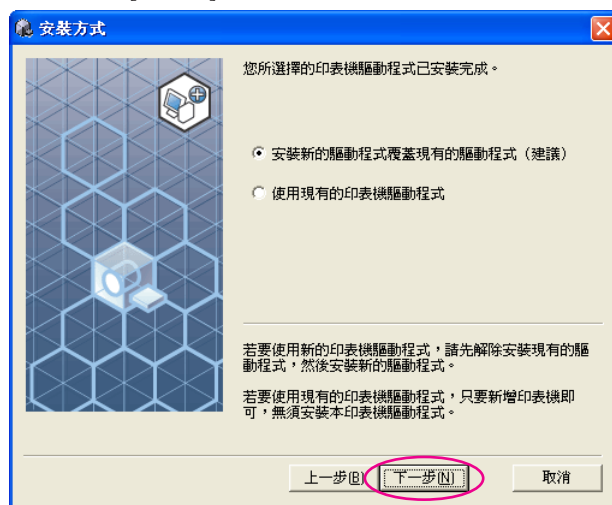 安裝方式
您所選擇的印表機驅動程式已安裝完成。
安裝新的驅動程式覆蓋現有的驅動程式（建議）
使用現有的印表機驅動程式
若要使用新的印表機驅動程式，請先解除安裝現有的驅
動程式，然後安裝新的驅動程式。
若要使用現有的印表機驅動程式，只要新增印表機即
可，無須安裝本印表機驅動程式。
上一步(B) 下一步(N) 取消